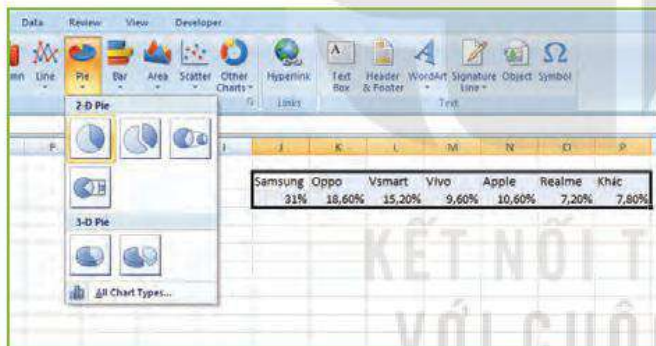 Data Review View Developer
mn Line Pie Bar Area Scatter Other Charts Hyperlink Text Box Header & Footer WordArt Signature Line Object Symbol
Links Text
2-D Pie
F I J K L M N O P
Samsung Oppo Vsmart Vivo Apple Realme Khác
31% 18,60% 15,20% 9,60% 10,60% 7,20% 7,80%
3-D Pie
All Chart Types...
KẾT NỐI T
VỚI CUỘ